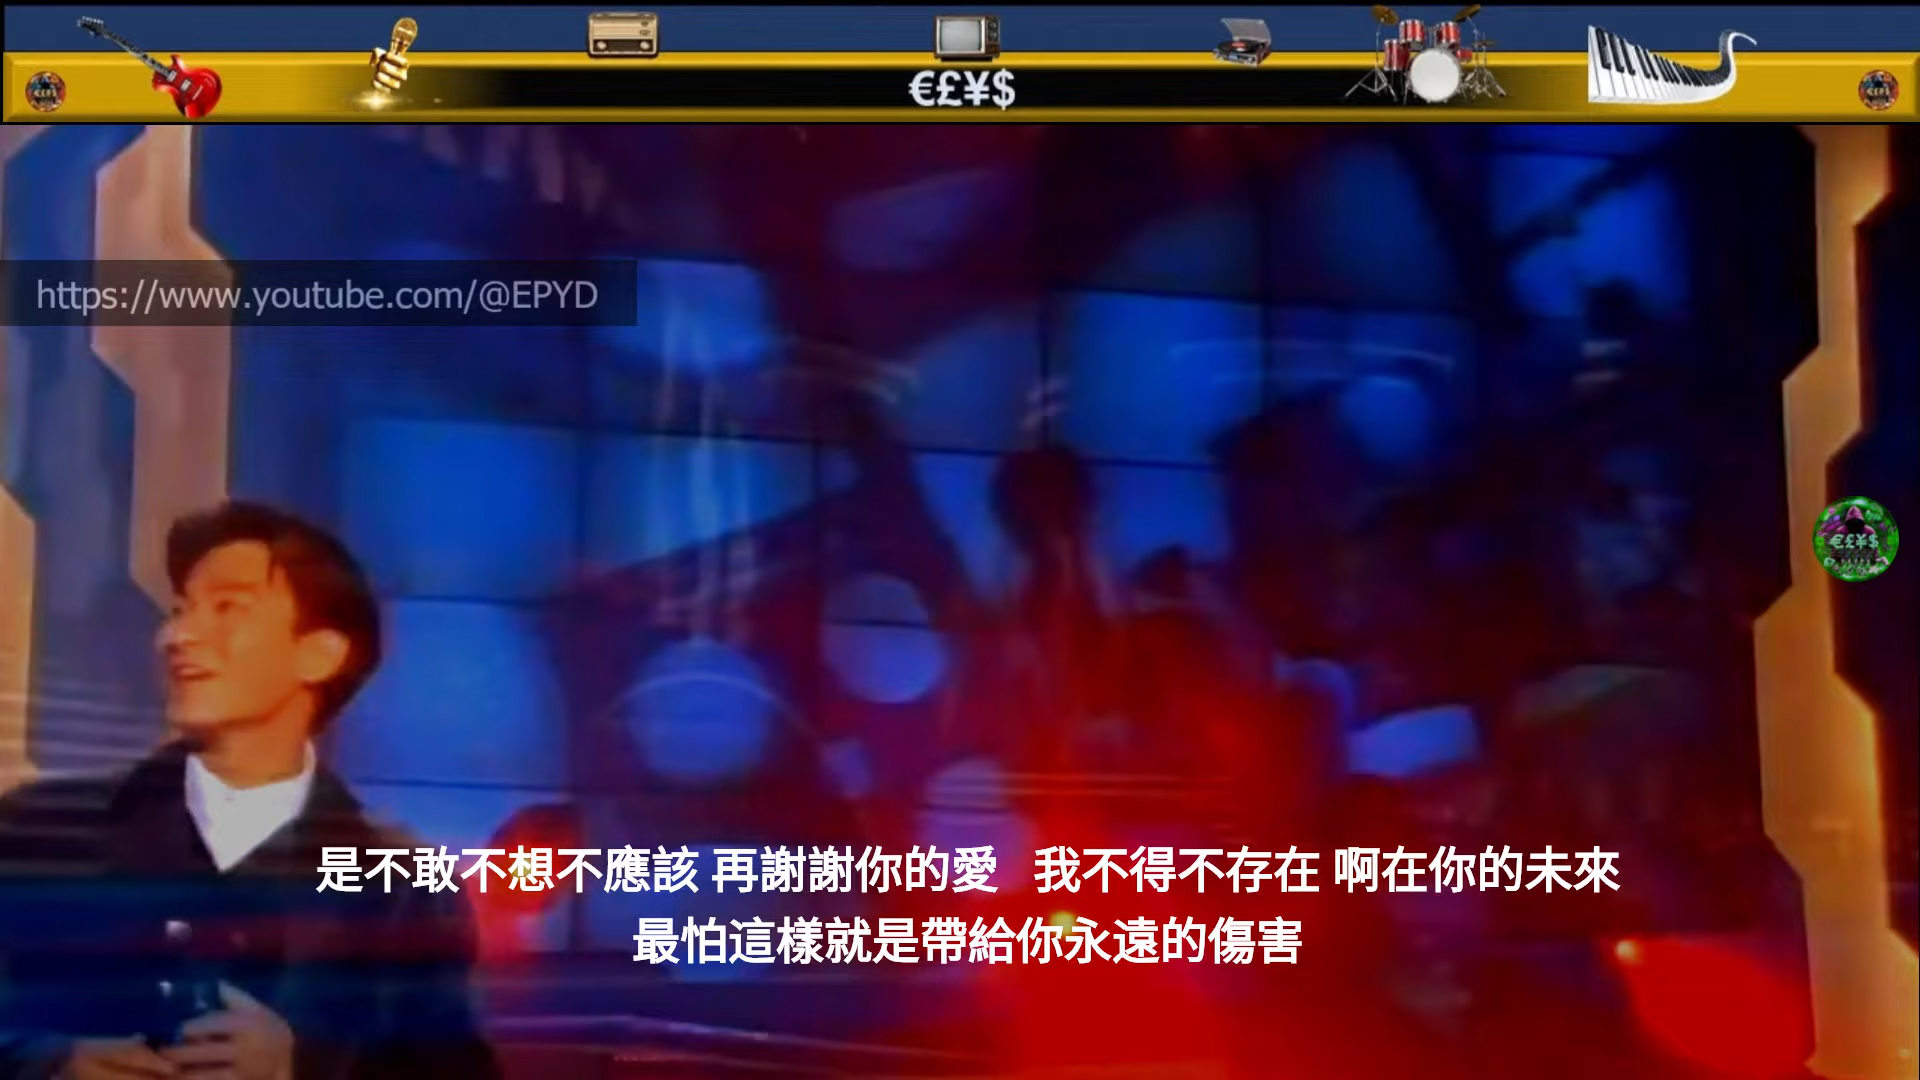 €£¥$
https://www.youtube.com/@EPYD
€£¥$
是不敢不想不應該 再謝謝你的愛 我不得不存在 啊在你的未來
最怕這樣就是帶給你永遠的傷害